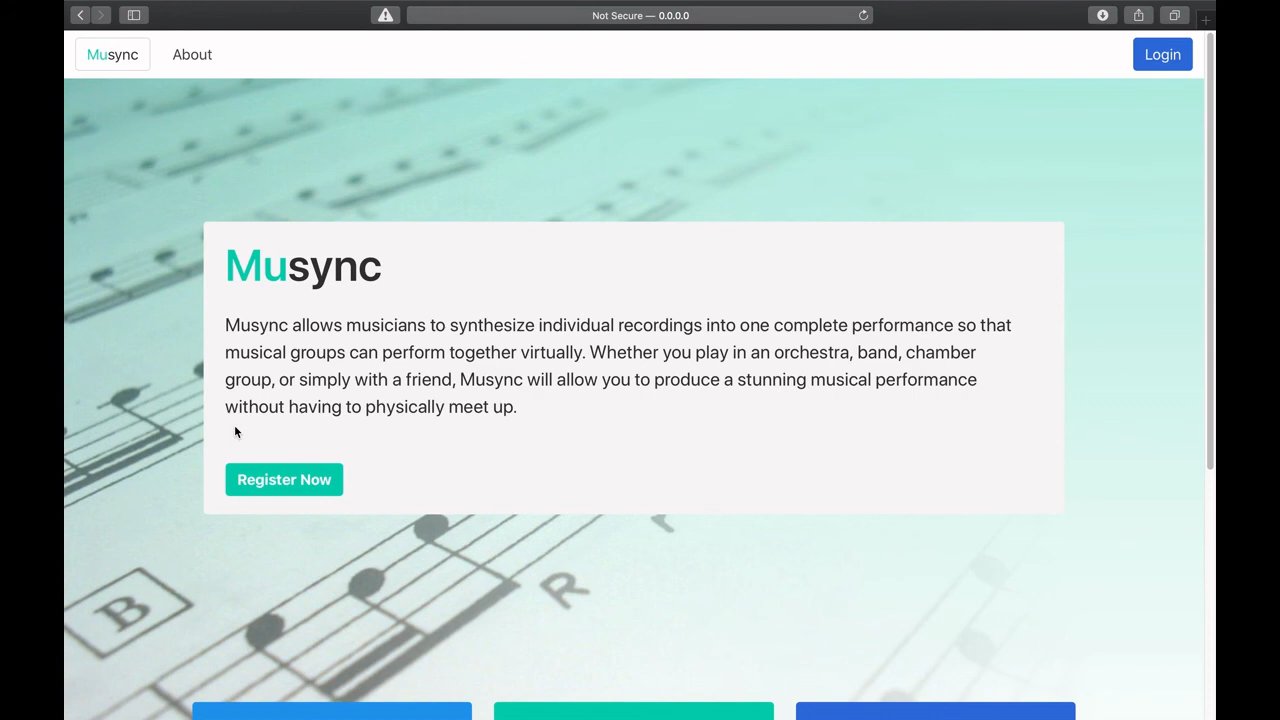 Not Secure — 0.0.0.0
Musync
About
Login
Musync
Musync allows musicians to synthesize individual recordings into one complete performance so that
musical groups can perform together virtually. Whether you play in an orchestra, band, chamber
group, or simply with a friend, Musync will allow you to produce a stunning musical performance
without having to physically meet up.
Register Now
B
R